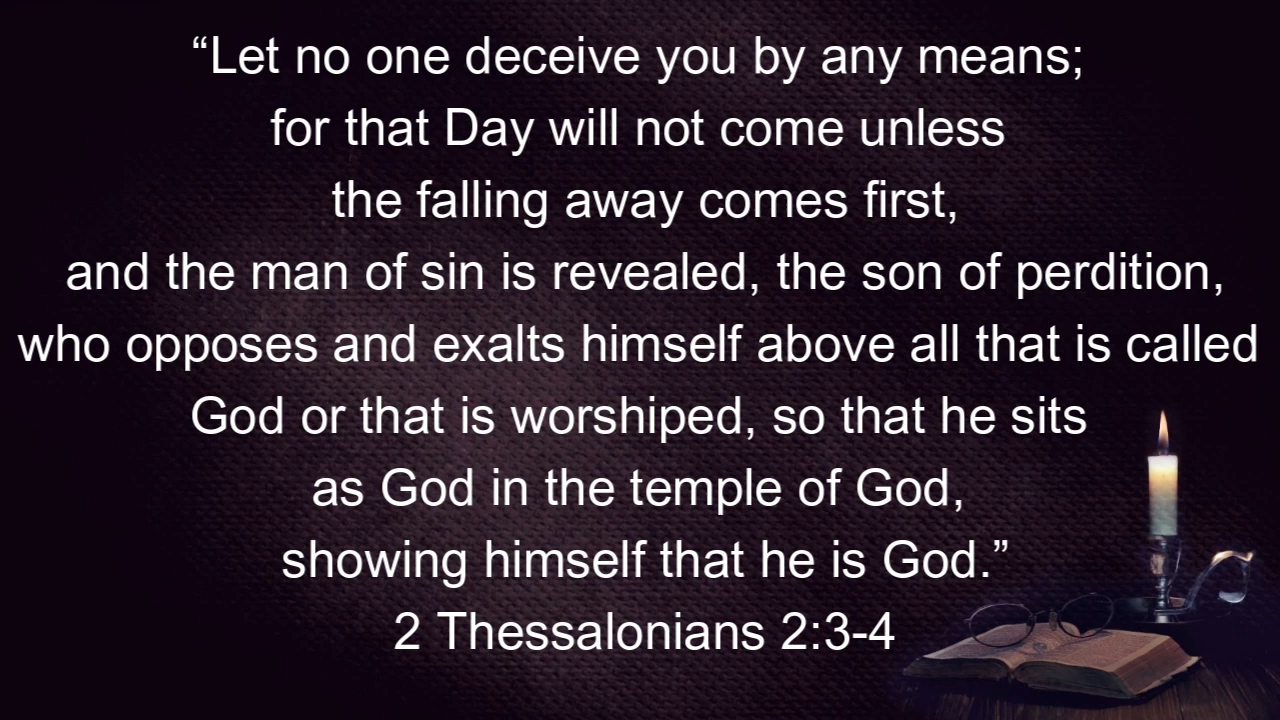 “Let no one deceive you by any means;
for that Day will not come unless
the falling away comes first,
and the man of sin is revealed, the son of perdition,
who opposes and exalts himself above all that is called
God or that is worshiped, so that he sits
as God in the temple of God,
showing himself that he is God.”
2 Thessalonians 2:3-4